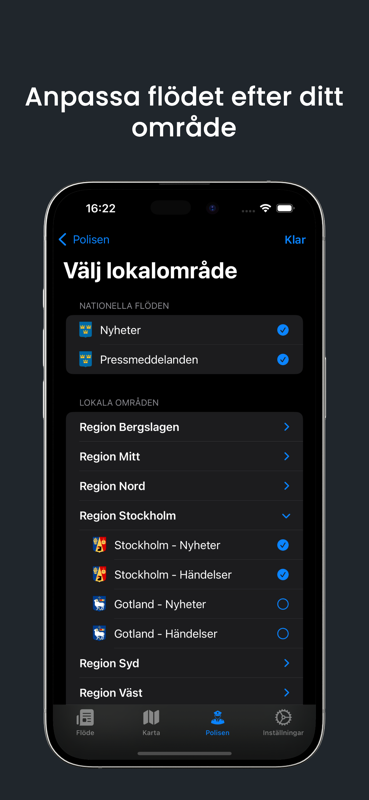 Anpassa flödet efter ditt
område
16:22
Polisen
Klar
Välj lokalområde
NATIONELLA FLÖDEN
Nyheter
Pressmeddelanden
LOKALA OMRÅDEN
Region Bergslagen
Region Mitt
Region Nord
Region Stockholm
Stockholm - Nyheter
Stockholm - Händelser
Gotland - Nyheter
Gotland - Händelser
Region Syd
Region Väst
Flöde
Karta
Polisen
Inställningar